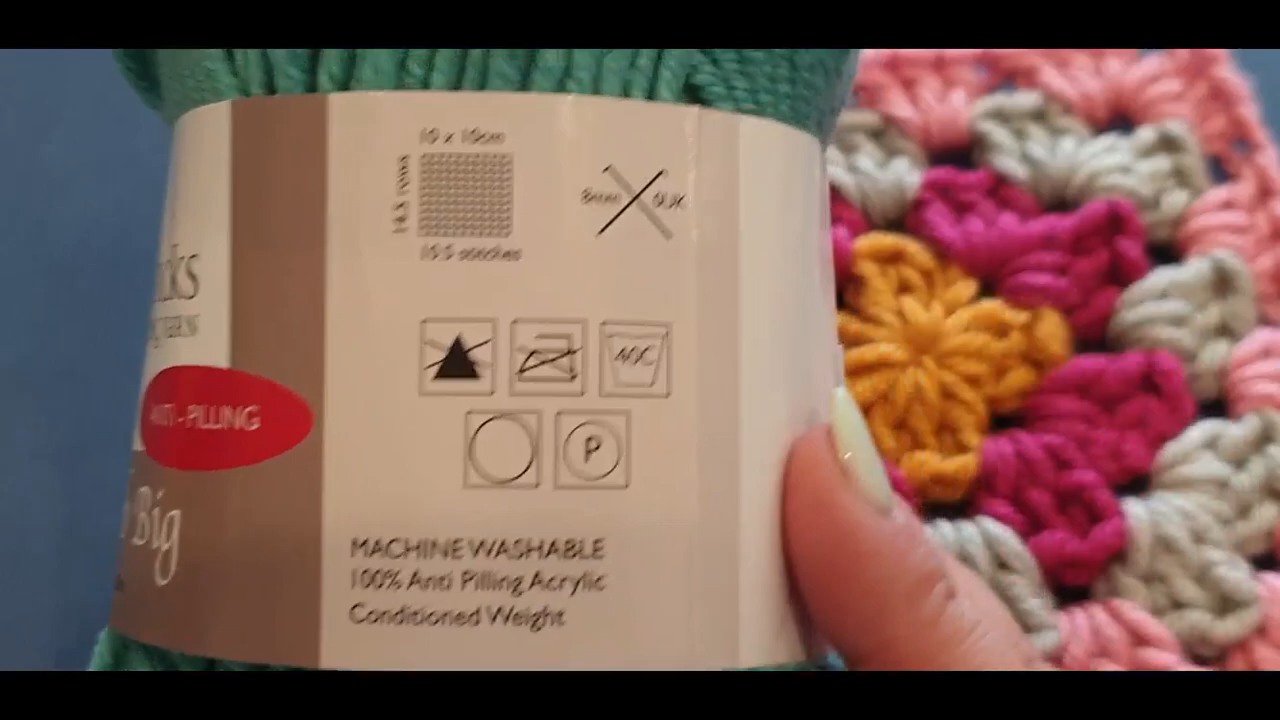 10 x 10cm
14.5 rows
8mm 0UK
10.5 stitches
40C
ANTI - PILLING
P
Big
MACHINE WASHABLE
100% Anti Pilling Acrylic
Conditioned Weight